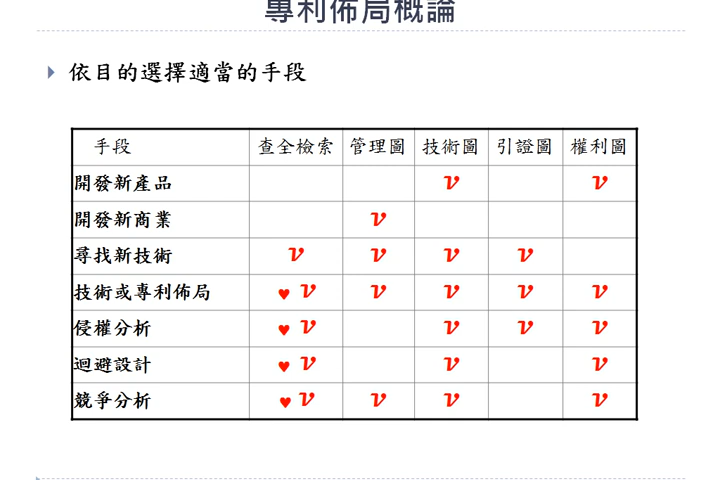 專利佈局概論
依目的選擇適當的手段
手段 查全檢索 管理圖 技術圖 引證圖 權利圖
開發新產品 V V
開發新商業 V
尋找新技術 V V V V
技術或專利佈局 ♥ V V V V V
侵權分析 ♥ V V V V
迴避設計 ♥ V V V
競爭分析 ♥ V V V V